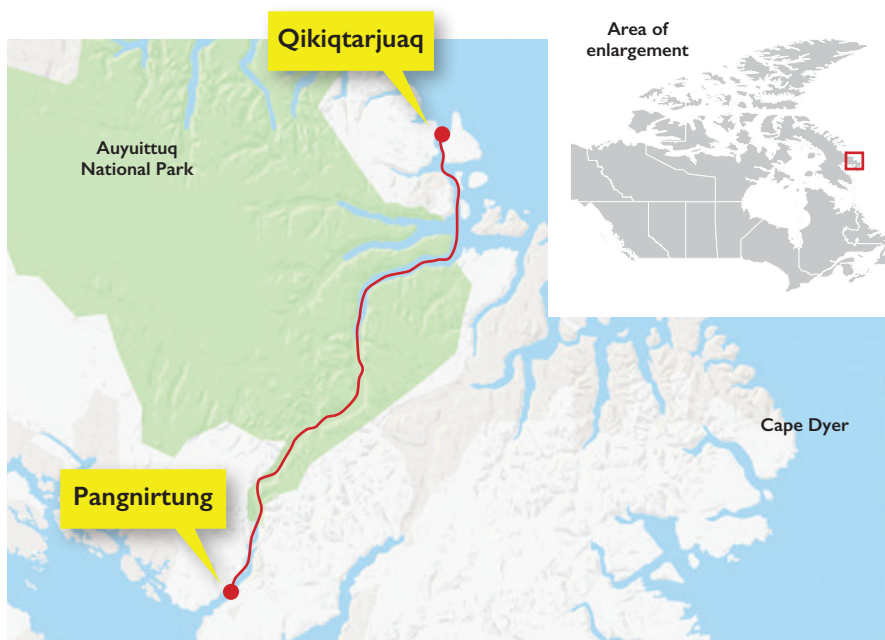 Qikiqtarjuaq
Area of
enlargement
Auyuittuq
National Park
Cape Dyer
Pangnirtung